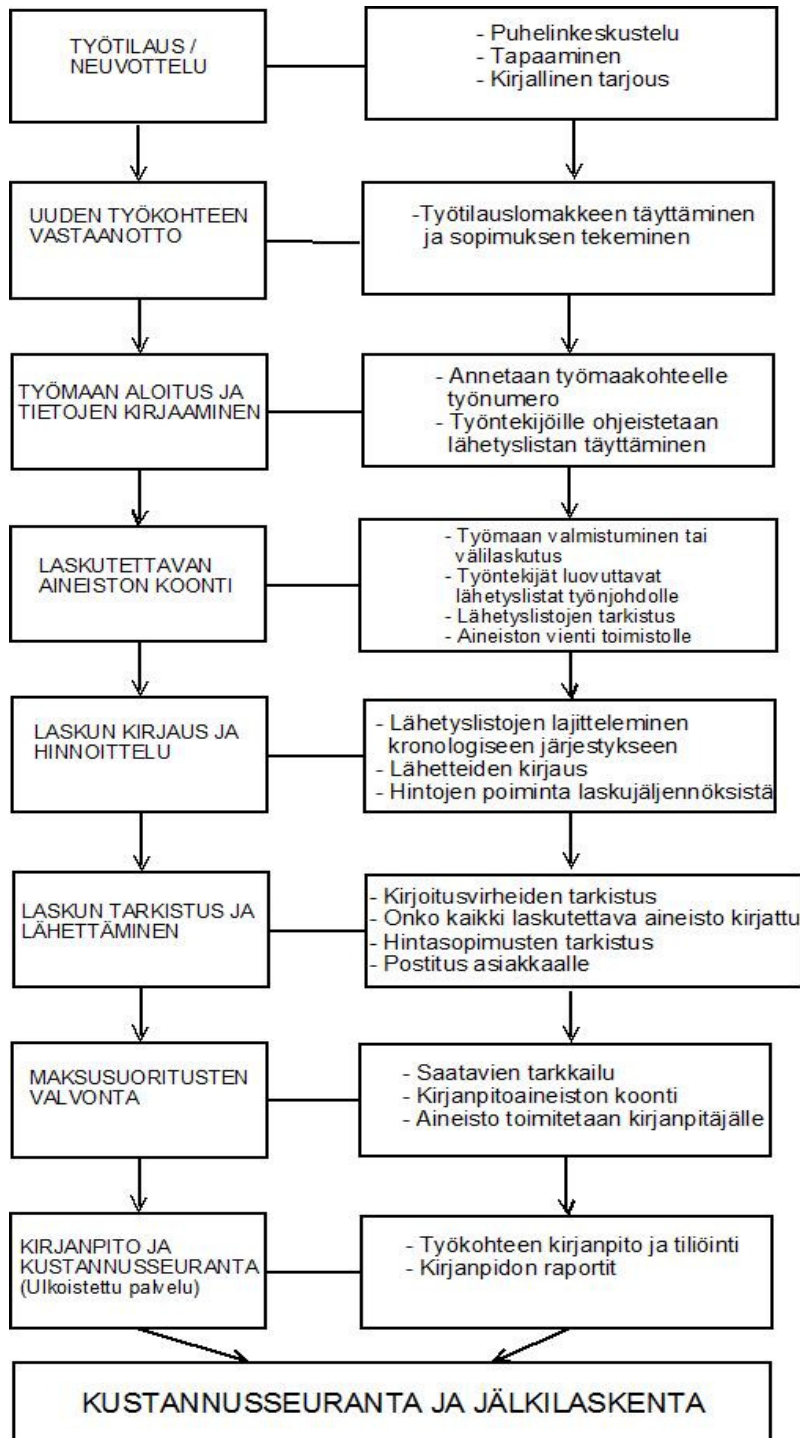 TYÖTILAUS /
NEUVOTTELU
- Puhelinkeskustelu
- Tapaaminen
- Kirjallinen tarjous
UUDEN TYÖKOHTEEN
VASTAANOTTO
-Työtilauslomakkeen täyttäminen
ja sopimuksen tekeminen
TYÖMAAN ALOITUS JA
TIETOJEN KIRJAAMINEN
- Annetaan työmaakohteelle
työnumero
- Työntekijöille ohjeistetaan
lähetyslistan täyttäminen
LASKUTETTAVAN
AINEISTON KOONTI
- Työmaan valmistuminen tai
välilaskutus
- Työntekijät luovuttavat
lähetyslistat työnjohdolle
- Lähetyslistojen tarkistus
- Aineiston vienti toimistolle
LASKUN KIRJAUS JA
HINNOITTELU
- Lähetyslistojen lajitteleminen
kronologiseen järjestykseen
- Lähetteiden kirjaus
- Hintojen poiminta laskujäljennöksistä
LASKUN TARKISTUS JA
LÄHETTÄMINEN
- Kirjoitusvirheiden tarkistus
- Onko kaikki laskutettava aineisto kirjattu
- Hintasopimusten tarkistus
- Postitus asiakkaalle
MAKSUSUORITUSTEN
VALVONTA
- Saatavien tarkkailu
- Kirjanpitoaineiston koonti
- Aineisto toimitetaan kirjanpitäjälle
KIRJANPITO JA
KUSTANNUSSEURANTA
(Ulkoistettu palvelu)
- Työkohteen kirjanpito ja tiliöinti
- Kirjanpidon raportit
KUSTANNUSSEURANTA JA JÄLKILASKENTA